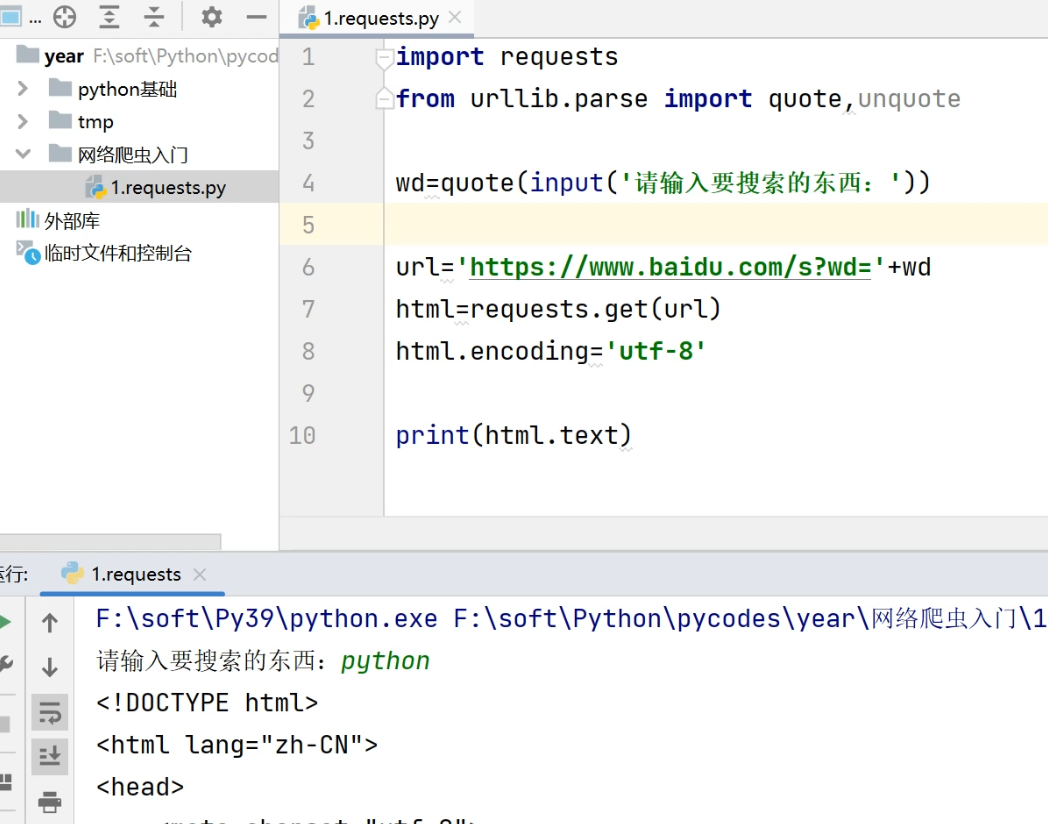 ...
1.requests.py
year F:\soft\Python\pycod
python基础
tmp
网络爬虫入门
1.requests.py
外部库
临时文件和控制台
1 import requests
2 from urllib.parse import quote,unquote
3
4 wd=quote(input('请输入要搜索的东西：'))
5
6 url='https://www.baidu.com/s?wd='+wd
7 html=requests.get(url)
8 html.encoding='utf-8'
9
10 print(html.text)
行: 1.requests
F:\soft\Py39\python.exe F:\soft\Python\pycodes\year\网络爬虫入门\1
请输入要搜索的东西：python
<!DOCTYPE html>
<html lang="zh-CN">
<head>